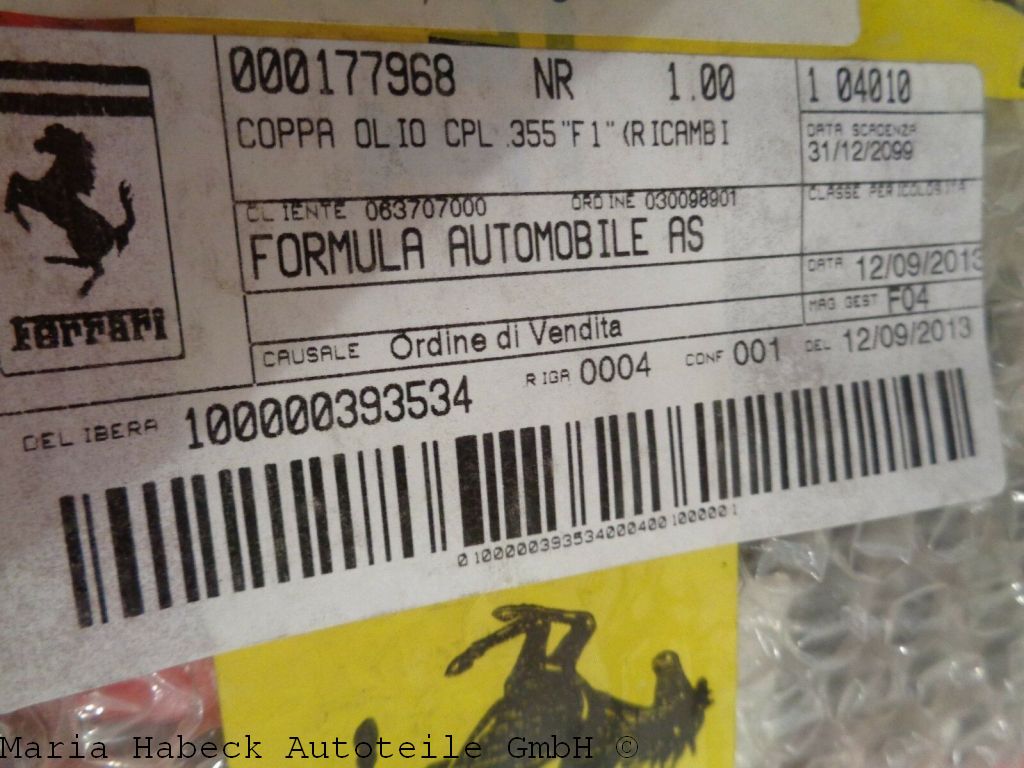 000177968 NR 1.00 1 04010
COPPA OLIO CPL .355"F1" (RICAMBI
DATA SCADENZA
31/12/2099
CLIENTE 063707000 ORDINE 030098901
CLASSE PERICOLOSITA
FORMULA AUTOMOBILE AS
DATA 12/09/2013
MAG GEST F04
Ferrari
CAUSALE Ordine di Vendita
DELIBERA 100000393534 RIGA 0004 CONF 001 DEL 12/09/2013
0100000393534000400100001
Maria Habeck Autoteile GmbH ©